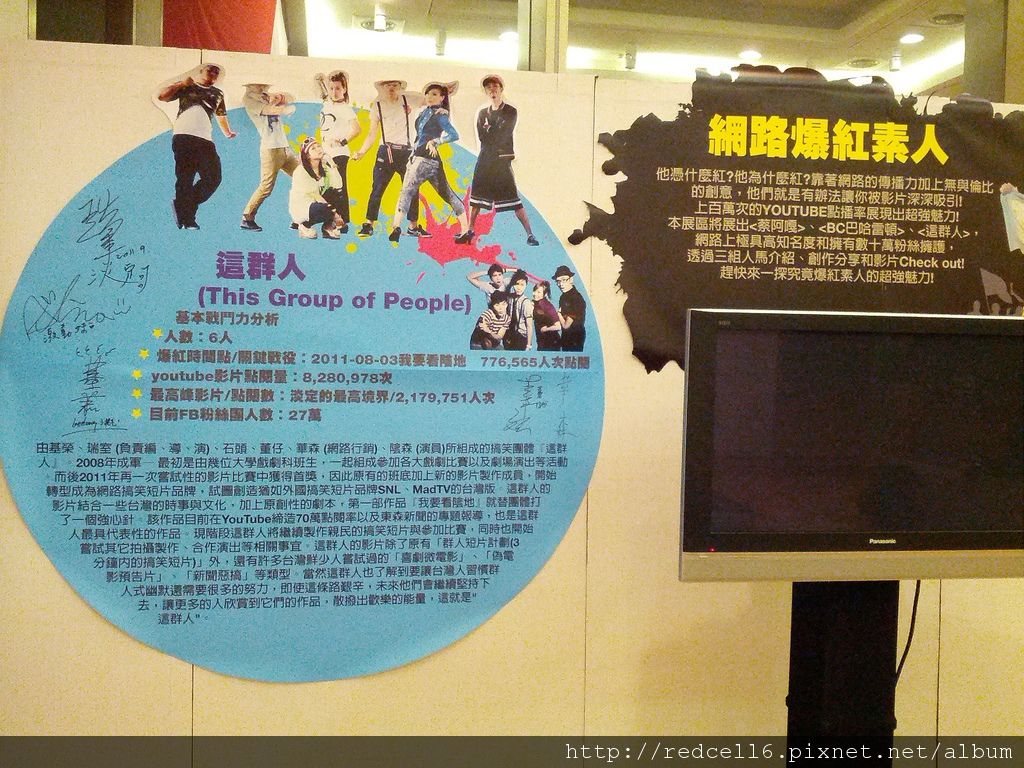 這群人
(This Group of People)
基本戰鬥力分析
人數：6人
爆紅時間點/關鍵戰役：2011-08-03我要看陰地 776,565人次點閱
youtube影片點閱量：8,280,978次
最高峰影片/點閱數：淡定的最高境界/2,179,751人次
目前FB粉絲團人數：27萬
由基榮、瑞室 (負責編、導、演)、石頭、董仔、華森 (網路行銷)、陰森 (演員)所組成的搞笑團體『這群
人』。2008年成軍，最初是由幾位大學戲劇科班生，一起組成參加各大戲劇比賽以及劇場演出等活動
，而後2011年再一次嘗試性的影片比賽中獲得首獎，因此原有的班底加上新的影片製作成員，開始
轉型成為網路搞笑短片品牌，試圖創造猶如外國搞笑短片品牌SNL、MadTV的台灣版。這群人的
影片結合一些台灣的時事與文化，加上原創性的劇本，第一部作品『我要看陰地』就替團體打
了一個強心針。該作品目前在YouTube締造70萬點閱率以及東森新聞的專題報導，也是這群
人最具代表性的作品。現階段這群人將繼續製作親民的搞笑短片與參加比賽，同時也開始
嘗試其它拍攝製作、合作演出等相關事宜。這群人的影片除了原有「群人短片計劃(3
分鐘內的搞笑短片)」外，還有許多台灣鮮少人嘗試過的「喜劇微電影」、「偽電
影預告片」、「新聞惡搞」等類型。當然這群人也了解到要讓台灣人習慣群
人式幽默還需要很多的努力，即使這條路艱辛，未來他們會繼續堅持下
去，讓更多的人欣賞到它們的作品，散撥出歡樂的能量，這就是"
這群人"。
網路爆紅素人
他憑什麼紅?他為什麼紅?靠著網路的傳播力加上無與倫比
的創意，他們就是有辦法讓你被影片深深吸引!
上百萬次的YOUTUBE點播率展現出超強魅力!
本展區將展出<蔡阿嘎>、<BC巴哈雷頓>、<這群人>，
網路上極具高知名度和擁有數十萬粉絲擁護，
透過三組人馬介紹、創作分享和影片Check out!
趕快來一探究竟爆紅素人的超強魅力!
Panasonic
http://redcell6.pixnet.net/album